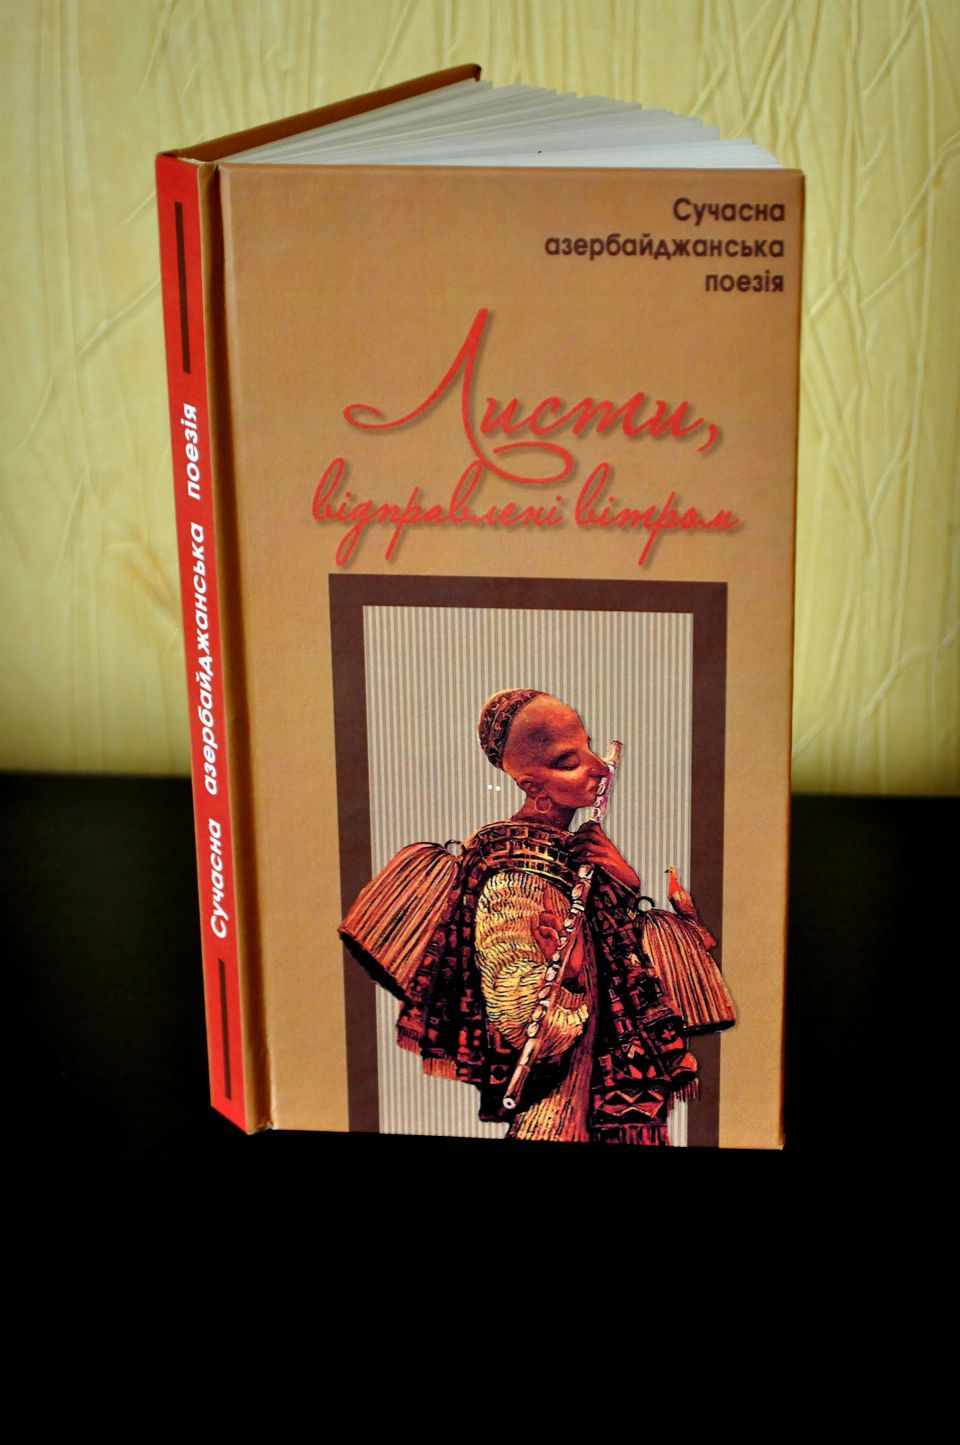 Сучасна
азербайджанська
поезія
Листи,
відправлені вітром
Сучасна азербайджанська поезія